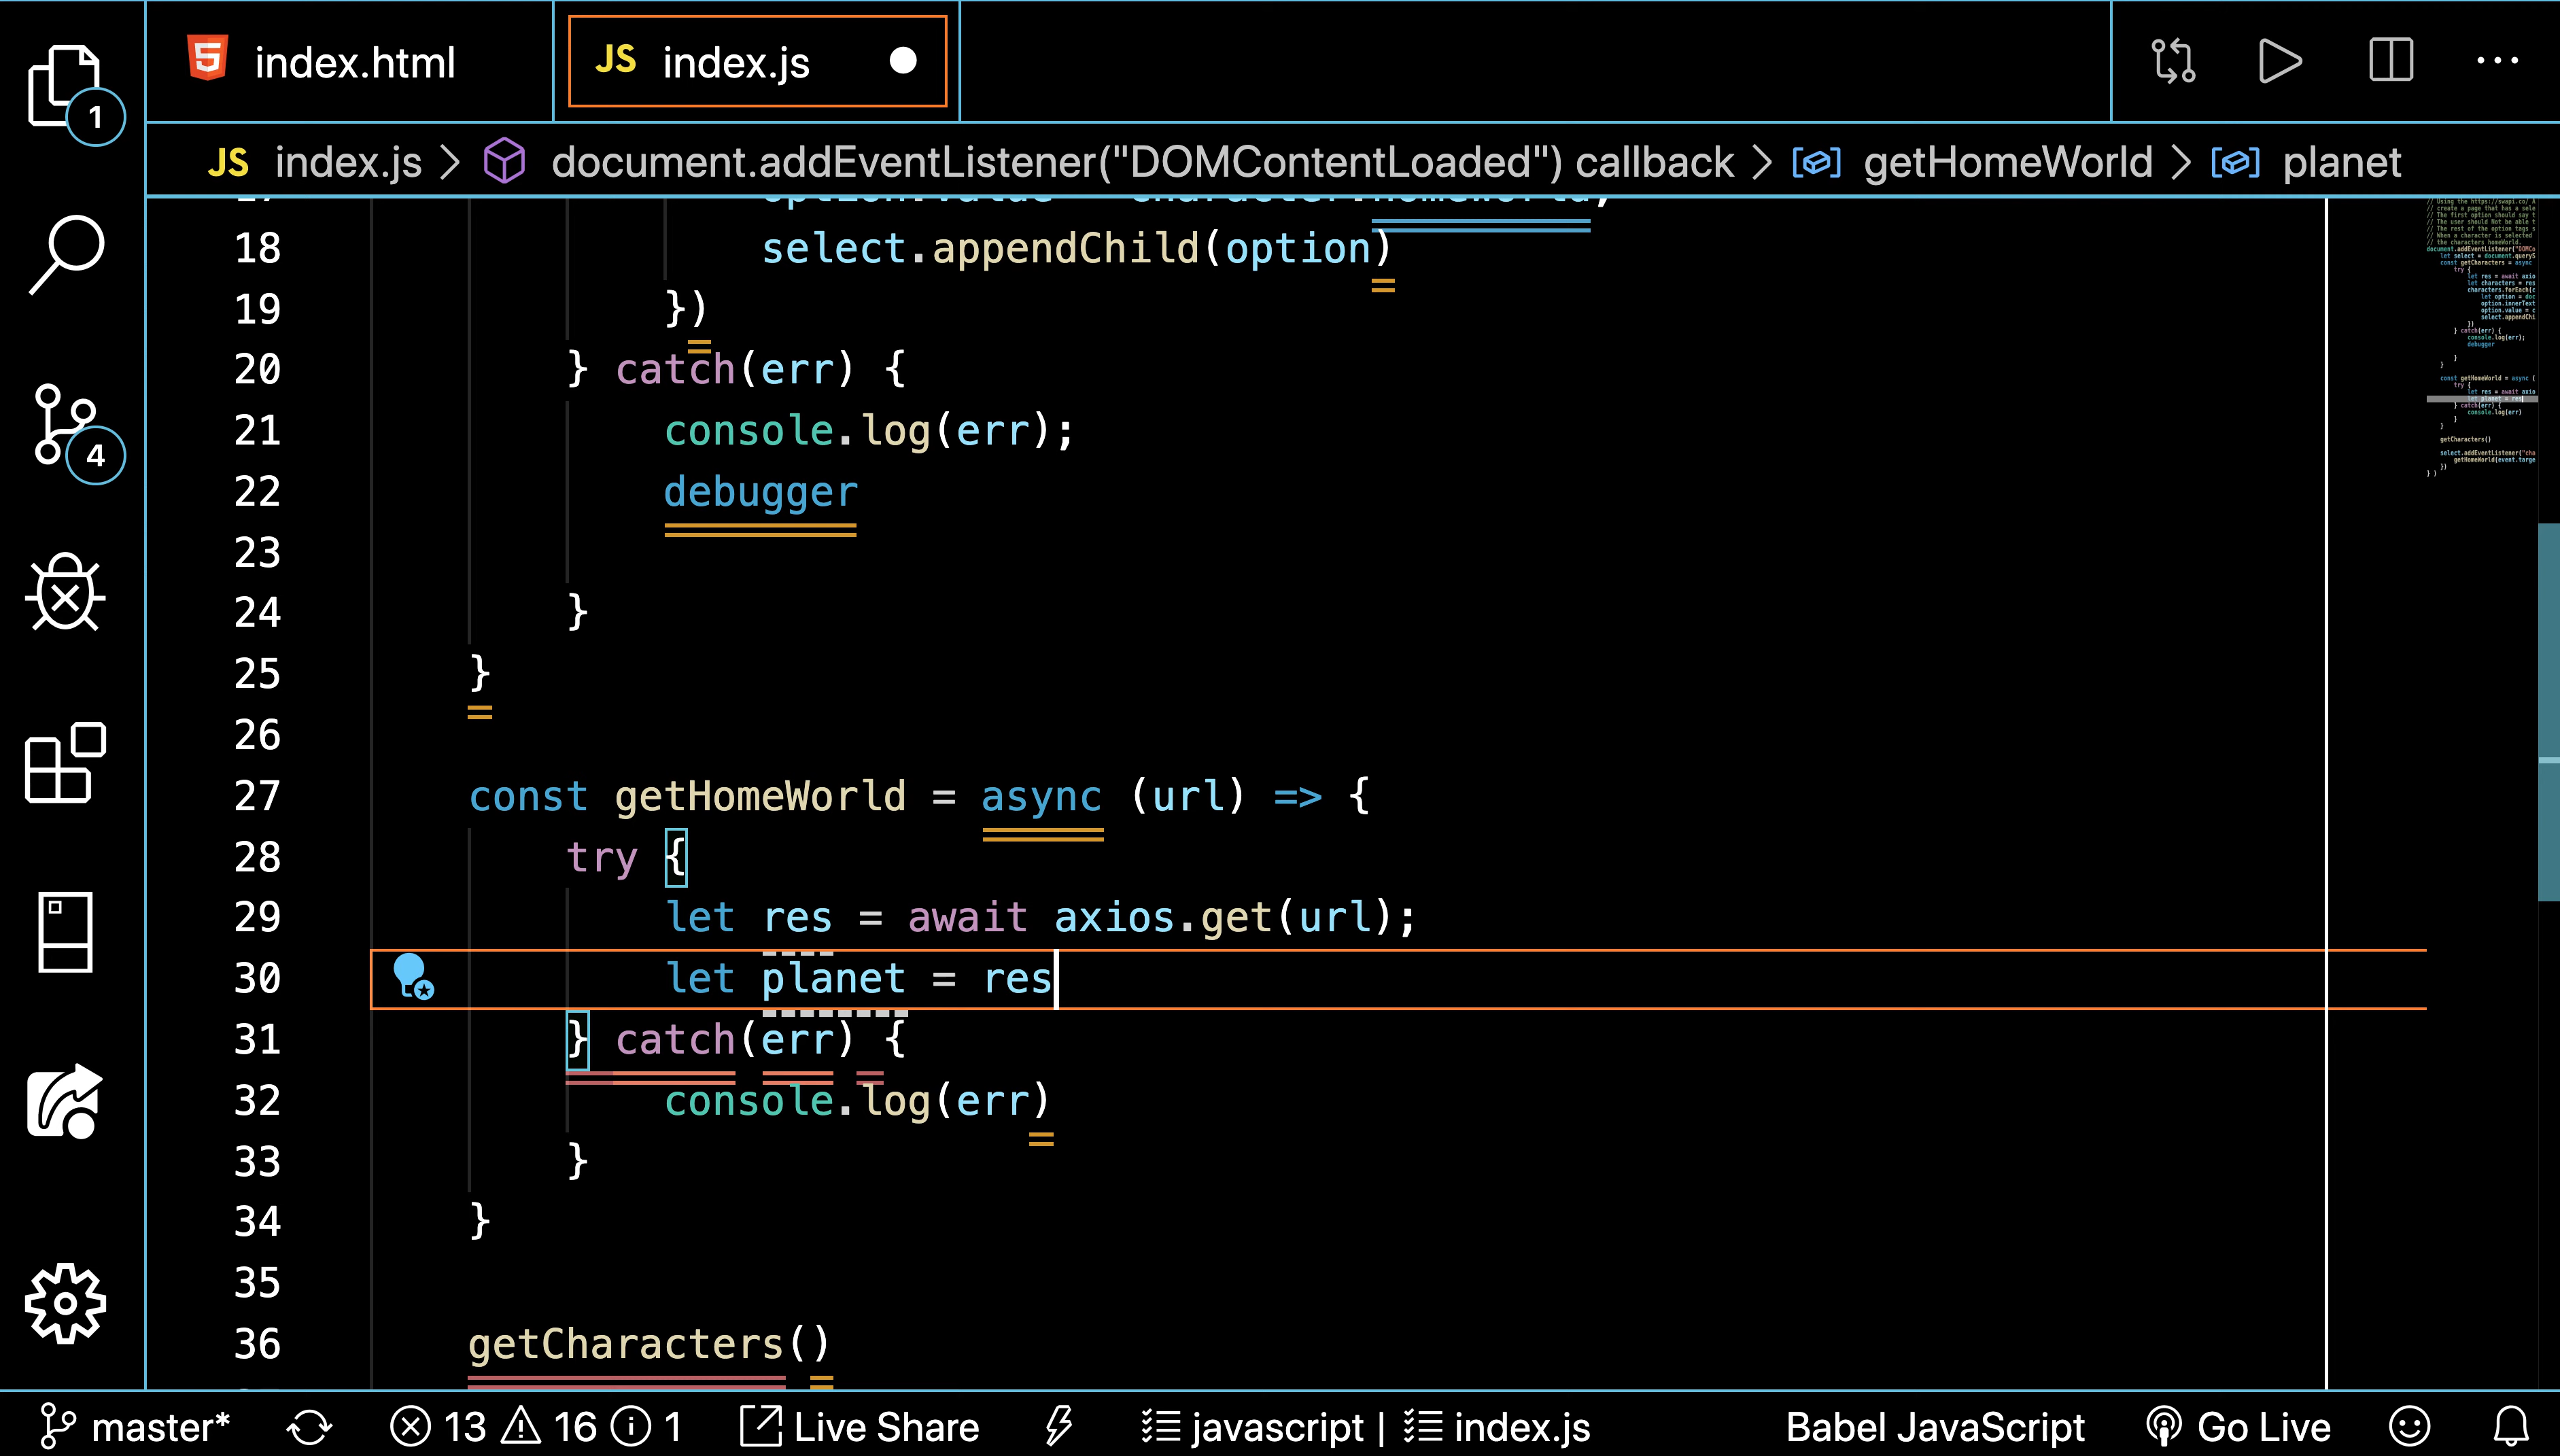 index.html
JS index.js
1
JS index.js > document.addEventListener("DOMContentLoaded") callback > getHomeWorld > planet
18 select.appendChild(option)
19 })
20 } catch(err) {
21 console.log(err);
22 debugger
23
24 }
25 }
26
27 const getHomeWorld = async (url) => {
28 try {
29 let res = await axios.get(url);
30 let planet = res
31 } catch(err) {
32 console.log(err)
33 }
34 }
35
36 getCharacters()
4
master* 13 16 1 Live Share javascript | index.js Babel JavaScript Go Live